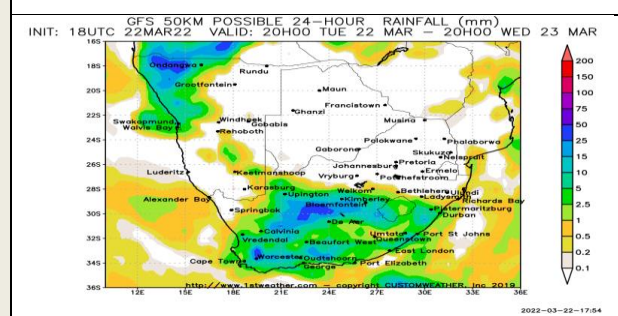 GFS 50KM POSSIBLE 24-HOUR RAINFALL (mm)
INIT: 18UTC 22MAR22 VALID: 20H00 TUE 22 MAR – 20H00 WED 23 MAR
16S
Ondangwa
Rundu
18S
Grootfontein
Maun
20S
Francistown
Ghanzi
22S
Swakopmund
Windhoek
Gobabis
Musina
Walvis Bay
Rehoboth
24S
Polokwane
Phalaborwa
Gaborone
Skukuza
Pretoria
Nelspruit
26S
Johannesburg
Luderitz
Keetmanshoop
Vryburg
Potchefstroom
Ermelo
Karasburg
Upington
Welkom
Bethlehem
Ulundi
28S
Alexander Bay
Kimberley
Ladysmith
Richards Bay
Springbok
Bloemfontein
Pietermaritzburg
30S
De Aar
Durban
Calvinia
Umtata
Port St Johns
32S
Vredendal
Beaufort West
Queenstown
East London
Worcester
Oudtshoorn
34S
Cape Town
George
Port Elizabeth
36S
http://www.1stweather.com – copyright CUSTOMWEATHER, Inc 2019
12E 15E 18E 21E 24E 27E 30E 33E 36E
200
150
100
75
50
25
15
10
5
2.5
1
0.5
0.2
0.1
2022-03-22-17:54